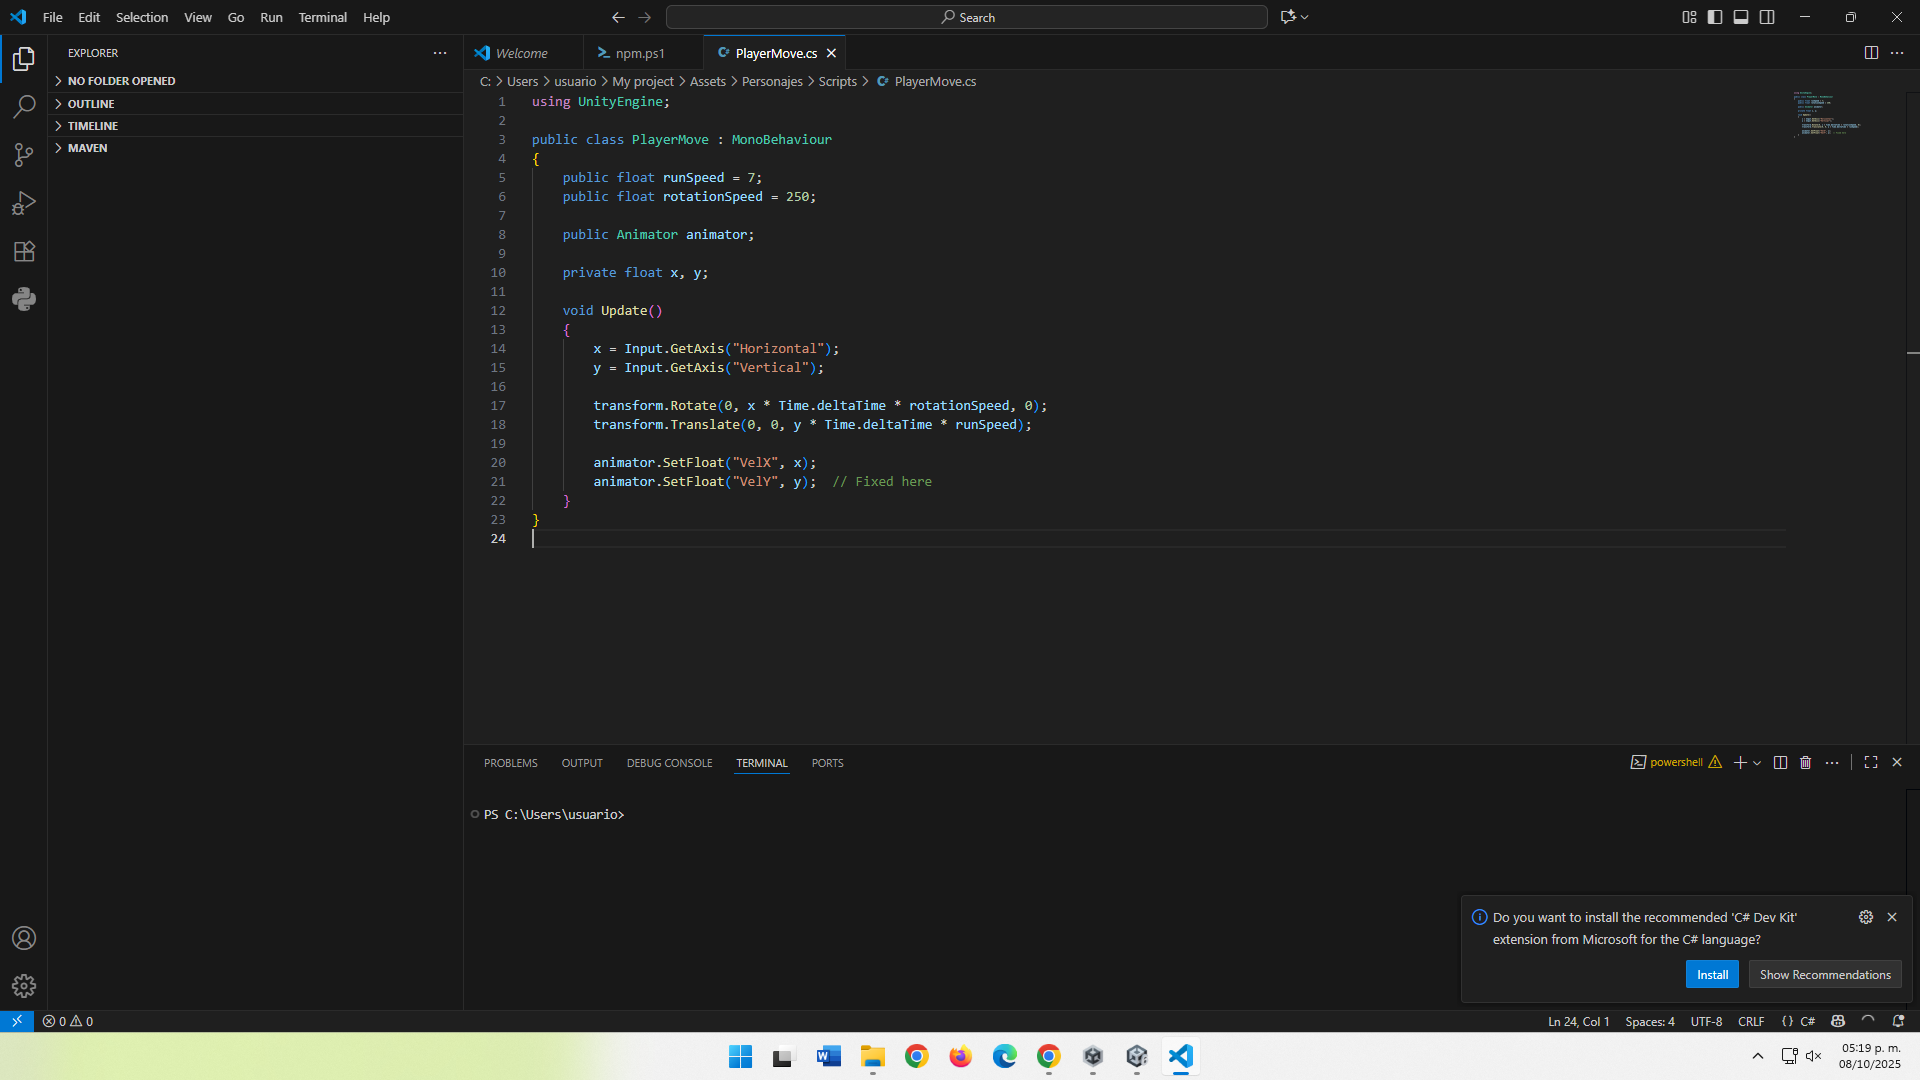 File Edit Selection View Go Run Terminal Help
Search
EXPLORER
NO FOLDER OPENED
OUTLINE
TIMELINE
MAVEN
Welcome
npm.ps1
PlayerMove.cs
C: > Users > usuario > My project > Assets > Personajes > Scripts > PlayerMove.cs
1 using UnityEngine;
2
3 public class PlayerMove : MonoBehaviour
4 {
5 public float runSpeed = 7;
6 public float rotationSpeed = 250;
7
8 public Animator animator;
9
10 private float x, y;
11
12 void Update()
13 {
14 x = Input.GetAxis("Horizontal");
15 y = Input.GetAxis("Vertical");
16
17 transform.Rotate(0, x * Time.deltaTime * rotationSpeed, 0);
18 transform.Translate(0, 0, y * Time.deltaTime * runSpeed);
19
20 animator.SetFloat("VelX", x);
21 animator.SetFloat("VelY", y);  // Fixed here
22 }
23 }
24
PROBLEMS OUTPUT DEBUG CONSOLE TERMINAL PORTS
powershell
PS C:\Users\usuario>
Do you want to install the recommended 'C# Dev Kit'
extension from Microsoft for the C# language?
Install
Show Recommendations
0 0
Ln 24, Col 1 Spaces: 4 UTF-8 CRLF {} C#
05:19 p. m.
08/10/2025